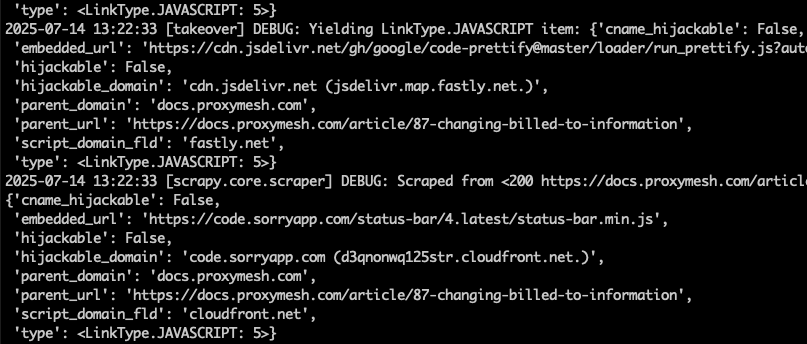 'type': <LinkType.JAVASCRIPT: 5>}
2025-07-14 13:22:33 [takeover] DEBUG: Yielding LinkType.JAVASCRIPT item: {'cname_hijackable': False,
 'embedded_url': 'https://cdn.jsdelivr.net/gh/google/code-prettify@master/loader/run_prettify.js?auto
 'hijackable': False,
 'hijackable_domain': 'cdn.jsdelivr.net (jsdelivr.map.fastly.net.)',
 'parent_domain': 'docs.proxymesh.com',
 'parent_url': 'https://docs.proxymesh.com/article/87-changing-billed-to-information',
 'script_domain_fld': 'fastly.net',
 'type': <LinkType.JAVASCRIPT: 5>}
2025-07-14 13:22:33 [scrapy.core.scraper] DEBUG: Scraped from <200 https://docs.proxymesh.com/article
{'cname_hijackable': False,
 'embedded_url': 'https://code.sorryapp.com/status-bar/4.latest/status-bar.min.js',
 'hijackable': False,
 'hijackable_domain': 'code.sorryapp.com (d3qnonwq125str.cloudfront.net.)',
 'parent_domain': 'docs.proxymesh.com',
 'parent_url': 'https://docs.proxymesh.com/article/87-changing-billed-to-information',
 'script_domain_fld': 'cloudfront.net',
 'type': <LinkType.JAVASCRIPT: 5>}